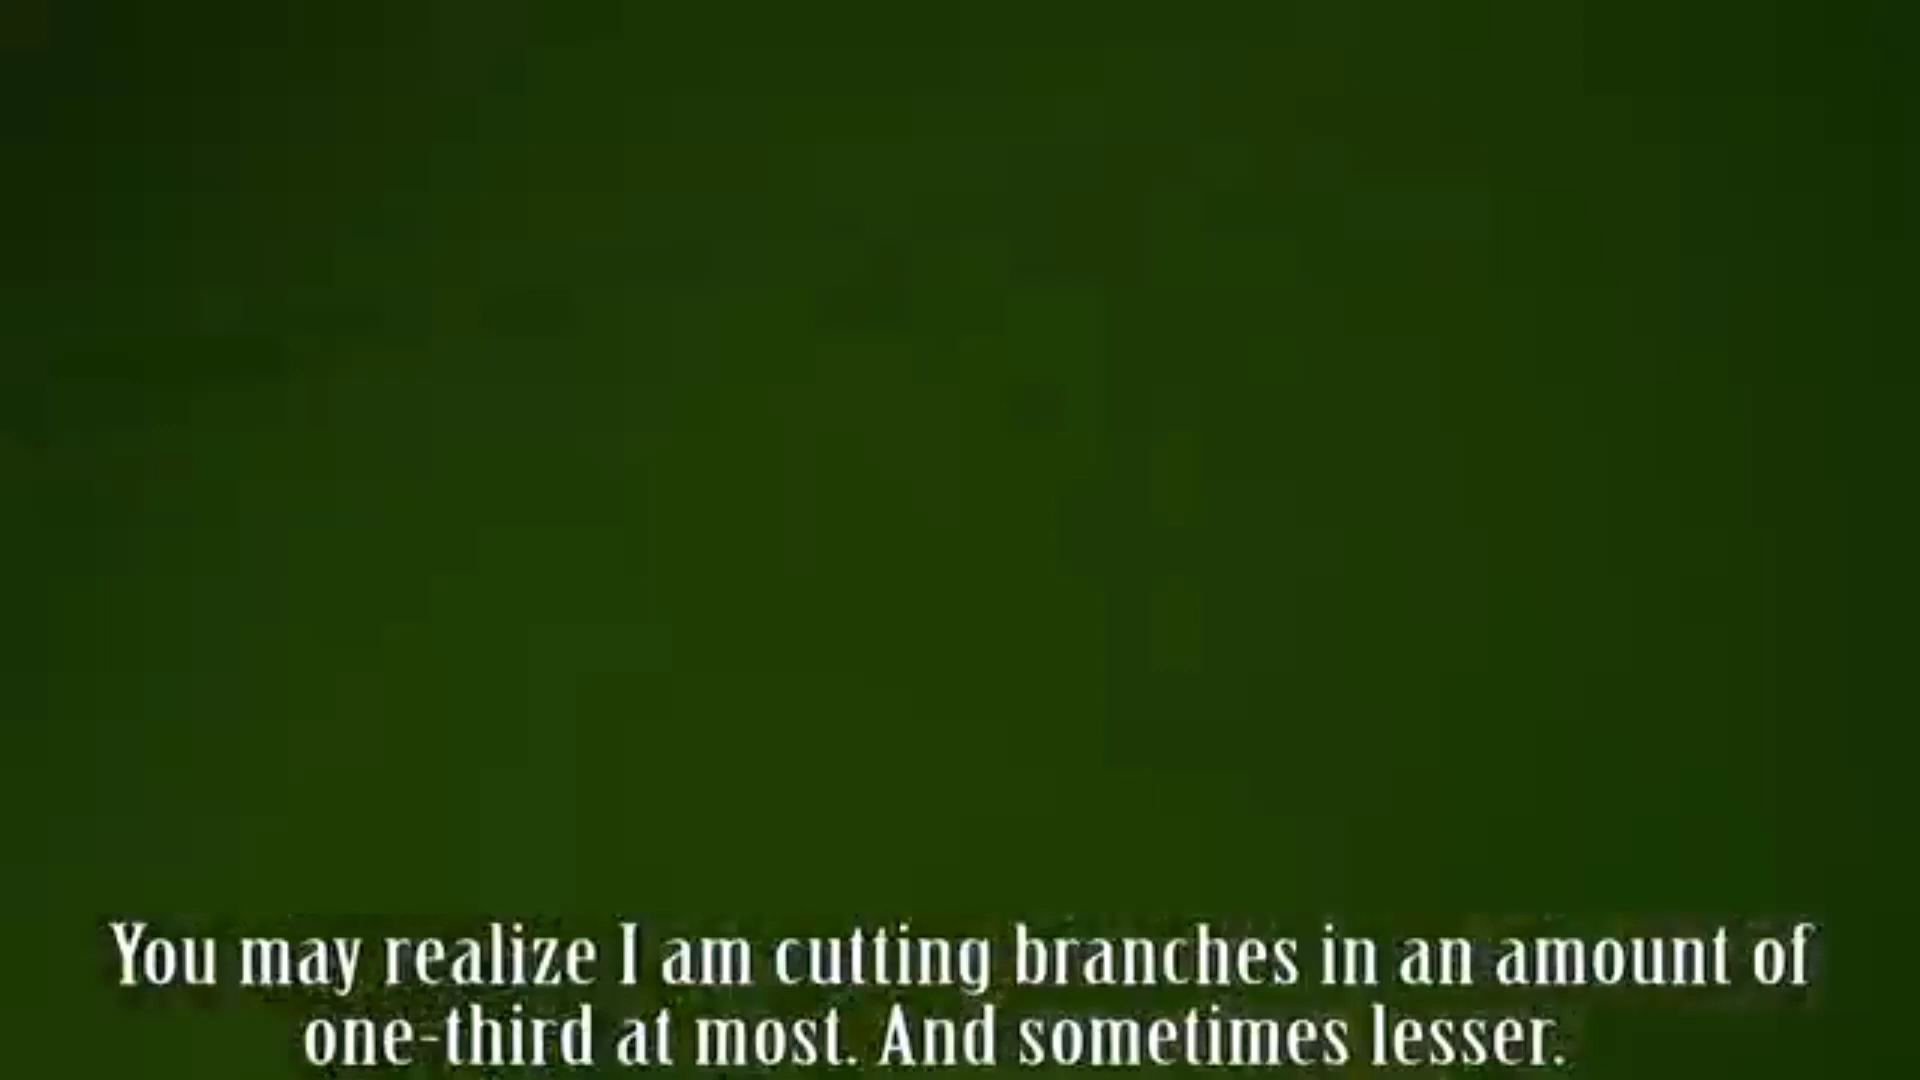 You may realize I am cutting branches in an amount of
one-third at most. And sometimes lesser.